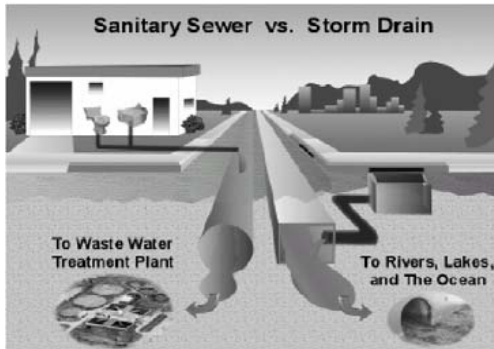 Sanitary Sewer vs. Storm Drain
To Waste Water
Treatment Plant
To Rivers, Lakes,
and The Ocean